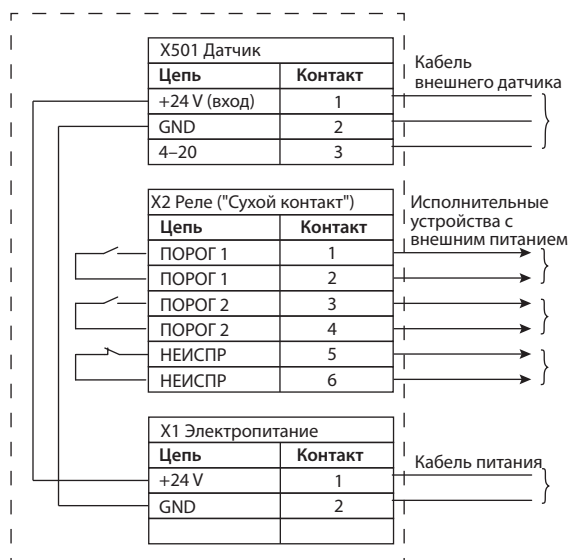 X501 Датчик
Цепь Контакт
+24 V (вход) 1
GND 2
4–20 3
Кабель
внешнего датчика
X2 Реле ("Сухой контакт")
Цепь Контакт
ПОРОГ 1 1
ПОРОГ 1 2
ПОРОГ 2 3
ПОРОГ 2 4
НЕИСПР 5
НЕИСПР 6
Исполнительные
устройства с
внешним питанием
X1 Электропитание
Цепь Контакт
+24 V 1
GND 2
Кабель питания